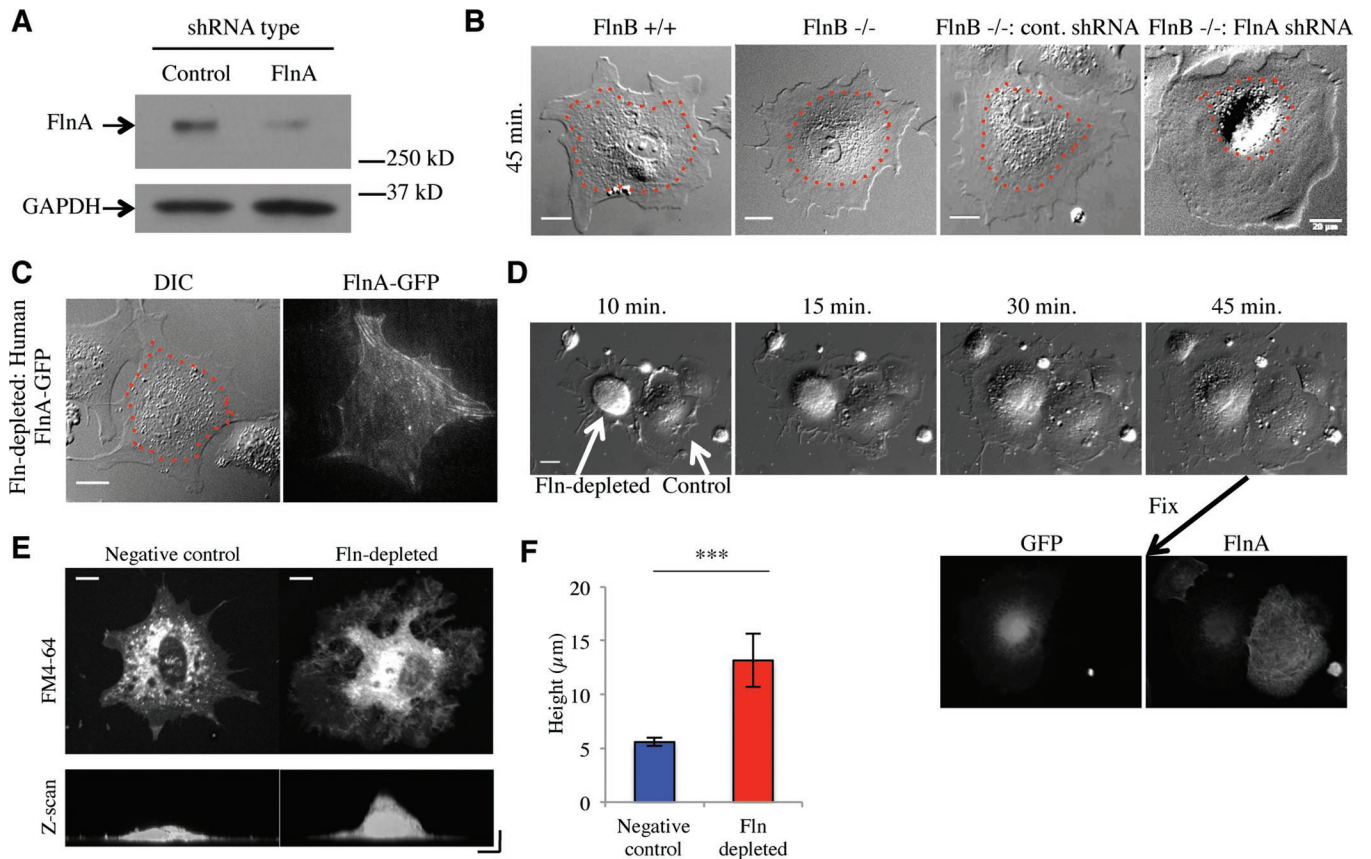 A
shRNA type
Control FlnA
FlnA
250 kD
37 kD
GAPDH
B
FlnB +/+ FlnB -/- FlnB -/-: cont. shRNA FlnB -/-: FlnA shRNA
45 min.
20 µm
C
DIC FlnA-GFP
Fln-depleted: Human
FlnA-GFP
D
10 min. 15 min. 30 min. 45 min.
Fln-depleted Control
Fix
GFP FlnA
E
Negative control Fln-depleted
FM4-64
Z-scan
F
***
Height (µm)
20
15
10
5
0
Negative
control
Fln
depleted